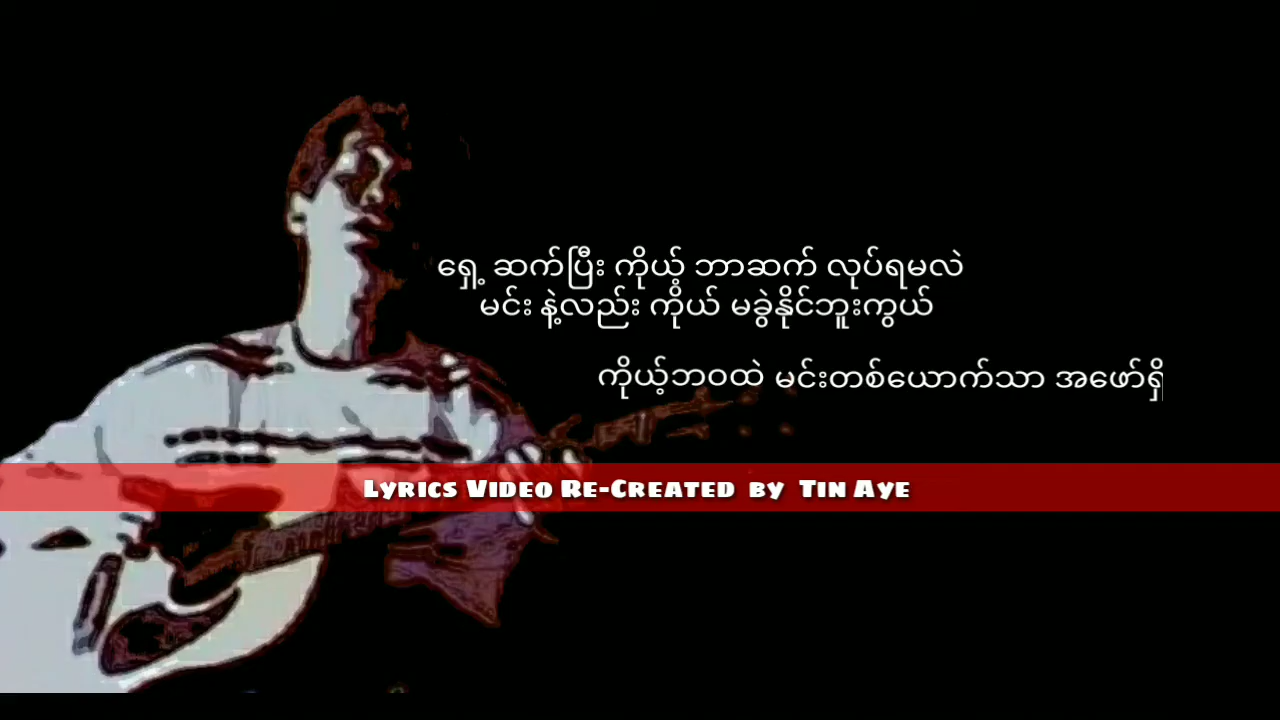 ရှေ့ ဆက်ပြီး ကိုယ့် ဘာဆက် လုပ်ရမလဲ
မင်း နဲ့လည်း ကိုယ် မခွဲနိုင်ဘူးကွယ်
ကိုယ့်ဘဝထဲ မင်းတစ်ယောက်သာ အဖော်ရှိ
Lyrics Video Re-Created by Tin Aye